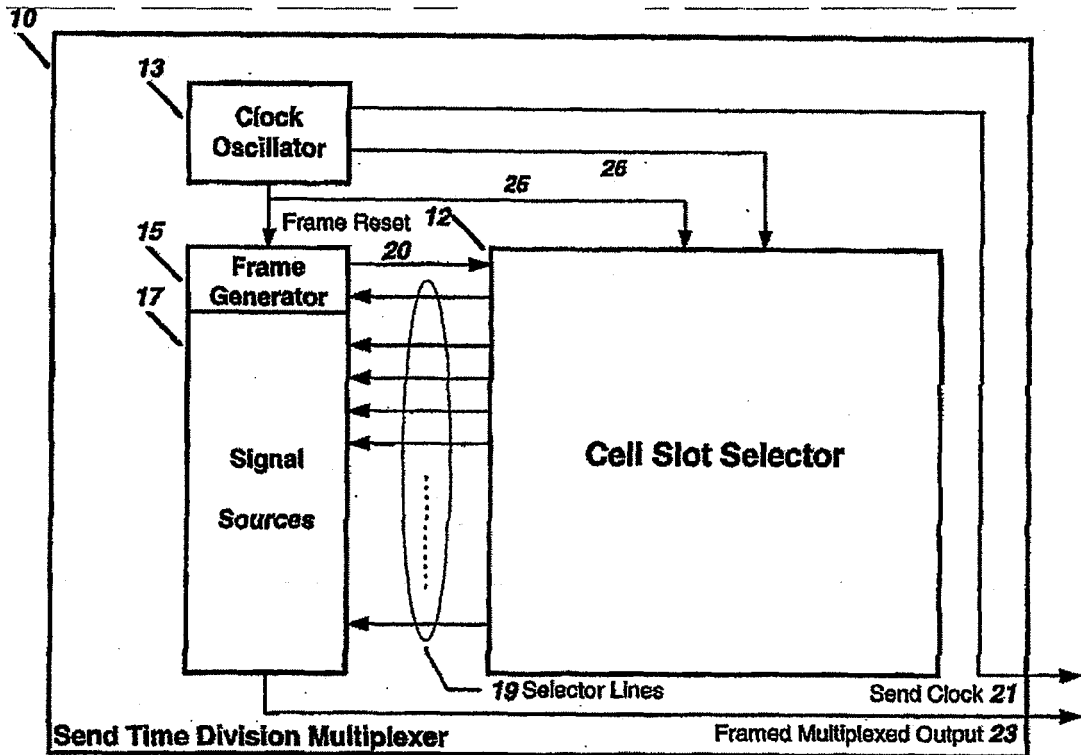 10
13
Clock
Oscillator
26
25
Frame Reset
12
15
Frame
Generator
20
17
Signal
Sources
Cell Slot Selector
19 Selector Lines
Send Clock 21
Send Time Division Multiplexer
Framed Multiplexed Output 23